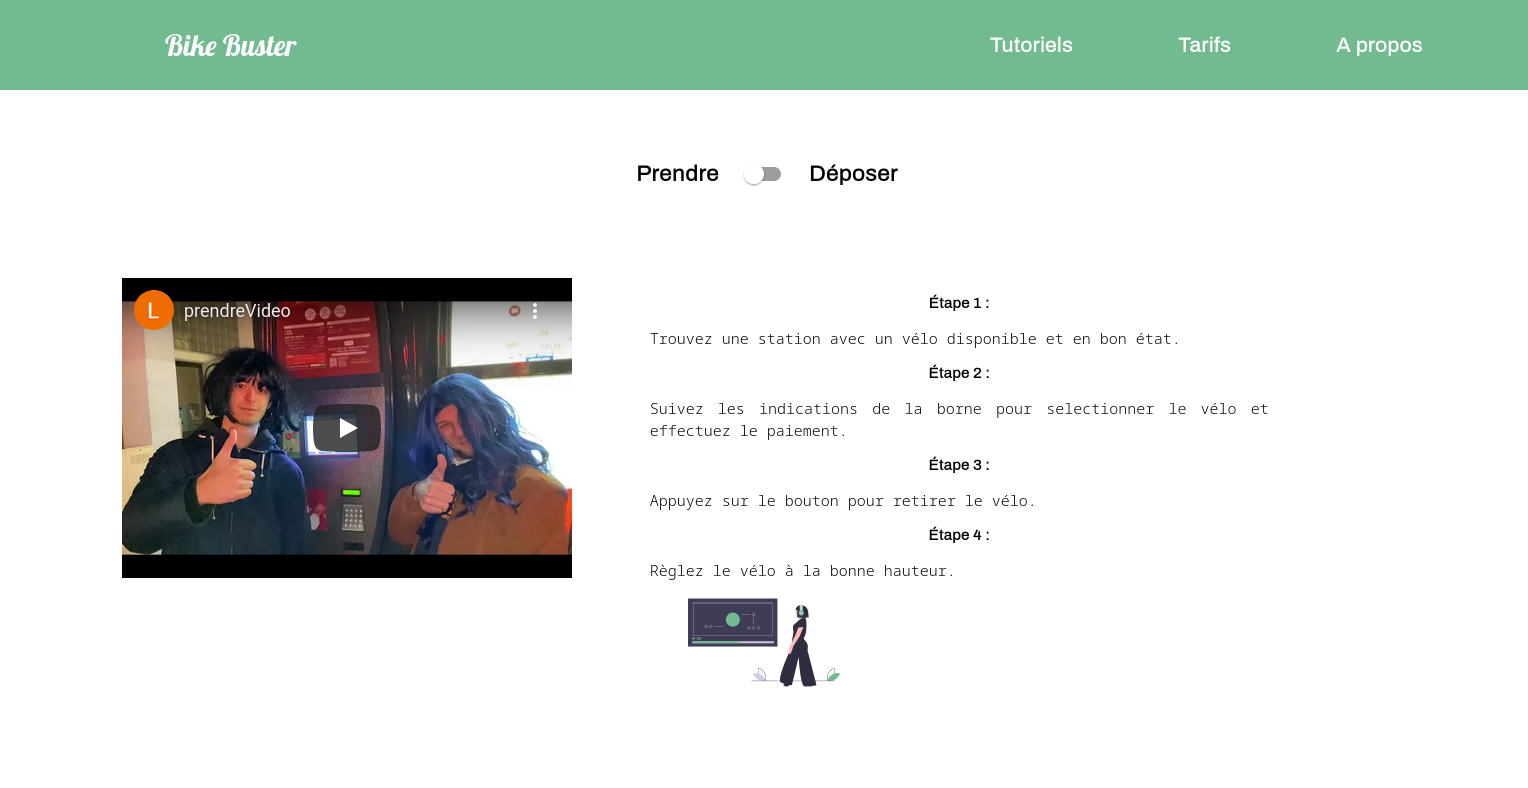 Bike Buster
Tutoriels
Tarifs
A propos
Prendre
Déposer
L
prendreVideo
Étape 1 :
Trouvez une station avec un vélo disponible et en bon état.
Étape 2 :
Suivez les indications de la borne pour selectionner le vélo et
effectuez le paiement.
Étape 3 :
Appuyez sur le bouton pour retirer le vélo.
Étape 4 :
Règlez le vélo à la bonne hauteur.